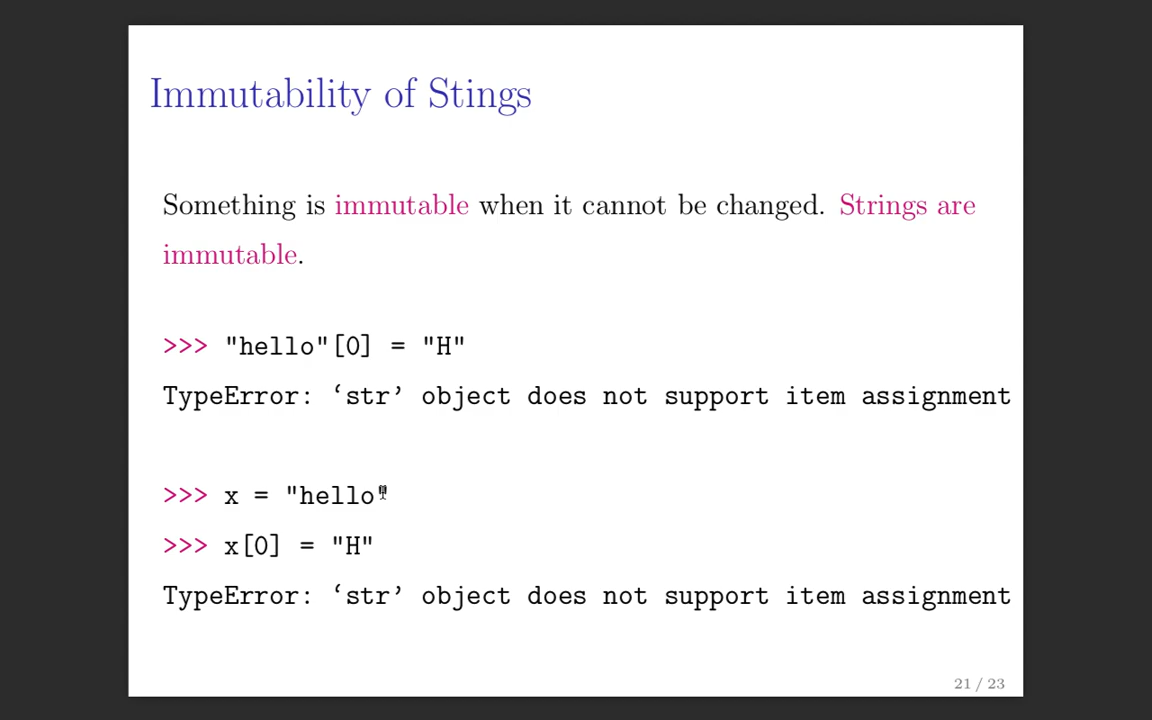 Immutability of Stings
Something is immutable when it cannot be changed. Strings are
immutable.
>>> "hello"[0] = "H"
TypeError: ‘str’ object does not support item assignment
>>> x = "hello"
>>> x[0] = "H"
TypeError: ‘str’ object does not support item assignment
21 / 23